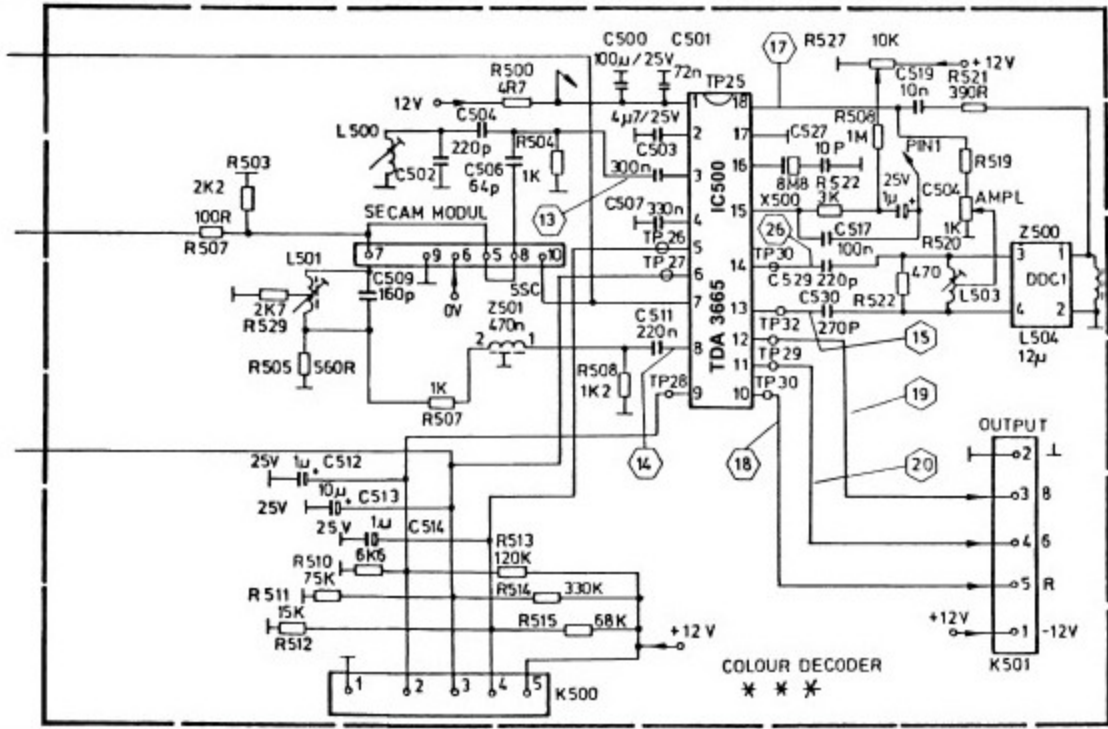 C500
100µ/25V
C501
72n
17
R527
10K
+12V
R500
4R7
TP25
C519
10n
R521
390R
12V
1
18
C504
220p
4µ7/25V
C503
2
17
C527
10P
R508
1M
PIN1
R519
L500
C502
C506
64p
R504
1K
300n
3
16
8M8
X500
R522
3K
25V
1µ
C504
AMPL
1K
R503
2K2
13
IC500
15
C507
330n
4
C517
100n
R520
Z500
100R
R507
SECAM MODUL
TP26
5
26
TP30
14
7
9
6
5
8
10
TP27
6
C529
220p
470
R522
L503
3
1
DDC1
4
2
L501
C509
160p
0V
SSC
7
TDA 3665
13
C530
270P
L504
12µ
2K7
R529
Z501
470n
2
1
C511
220n
8
TP32
12
15
R505
560R
R508
1K2
TP29
11
1K
R507
TP28
9
TP30
10
19
OUTPUT
14
18
20
2
⊥
25V
1µ
+
C512
3
8
25V
10µ
+
C513
25V
1µ
C514
4
6
R510
6K6
R513
120K
R511
75K
R514
330K
5
R
15K
R512
R515
68K
+12V
+12V
1
-12V
K501
COLOUR DECODER
* * *
1
2
3
4
5
K500